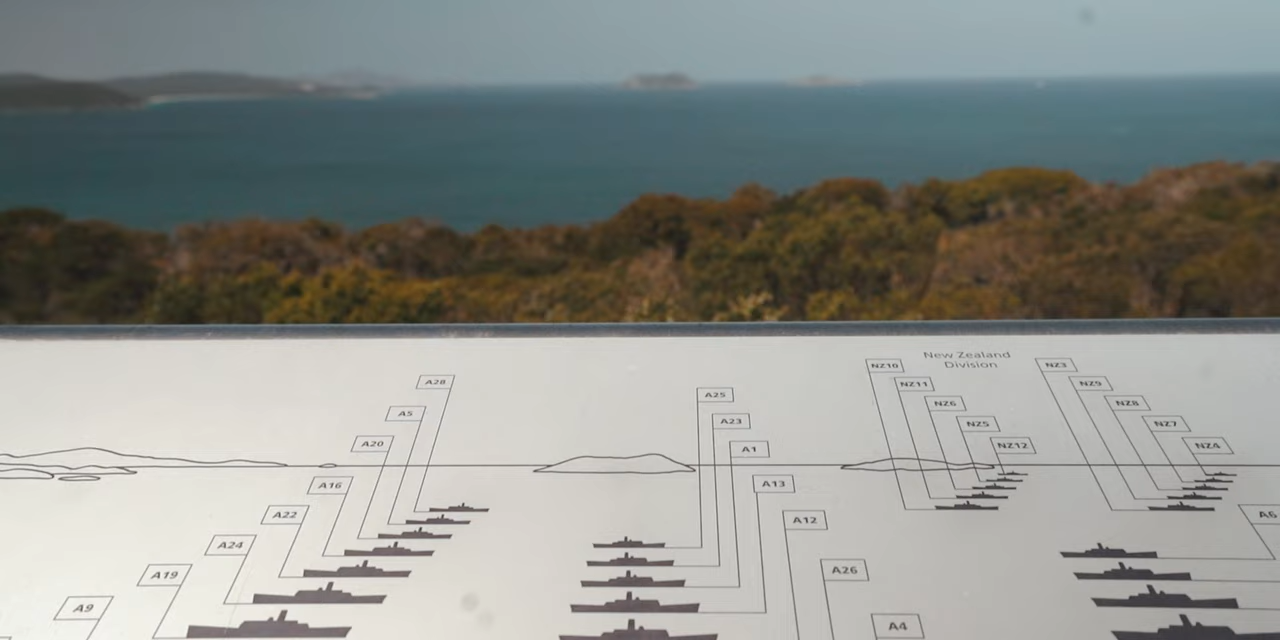 New Zealand
Division
NZ10
NZ3
A28
NZ11
NZ9
A25
NZ6
NZ8
A5
A23
NZ5
NZ7
A20
A1
NZ12
NZ4
A16
A13
A22
A12
A6
A24
A19
A26
A9
A4